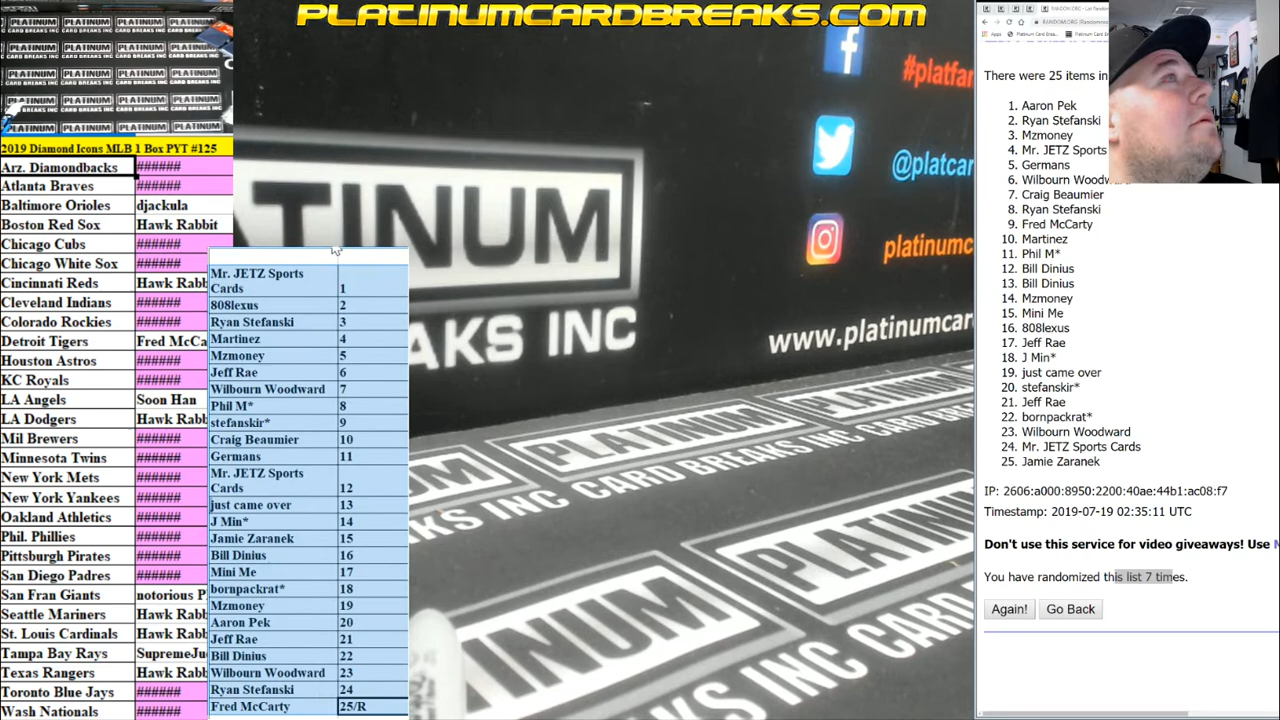 PLATINUMCARDBREAKS.com
2019 Diamond Icons MLB 1 Box PYT #125
Arz. Diamondbacks ######
Atlanta Braves ######
Baltimore Orioles djackula
Boston Red Sox Hawk Rabbit
Chicago Cubs ######
Chicago White Sox ######
Cincinnati Reds Hawk Rabb
Cleveland Indians ######
Colorado Rockies ######
Detroit Tigers Fred McCa
Houston Astros ######
KC Royals ######
LA Angels Soon Han
LA Dodgers Hawk Rabb
Mil Brewers ######
Minnesota Twins ######
New York Mets ######
New York Yankees ######
Oakland Athletics ######
Phil. Phillies ######
Pittsburgh Pirates ######
San Diego Padres ######
San Fran Giants notorious P
Seattle Mariners Hawk Rabb
St. Louis Cardinals Hawk Rabb
Tampa Bay Rays SupremeJu
Texas Rangers Hawk Rabb
Toronto Blue Jays ######
Wash Nationals ######
Mr. JETZ Sports
Cards 1
808lexus 2
Ryan Stefanski 3
Martinez 4
Mzmoney 5
Jeff Rae 6
Wilbourn Woodward 7
Phil M* 8
stefanskir* 9
Craig Beaumier 10
Germans 11
Mr. JETZ Sports
Cards 12
just came over 13
J Min* 14
Jamie Zaranek 15
Bill Dinius 16
Mini Me 17
bornpackrat* 18
Mzmoney 19
Aaron Pek 20
Jeff Rae 21
Bill Dinius 22
Wilbourn Woodward 23
Ryan Stefanski 24
Fred McCarty 25/R
TINUM
BREAKS INC
#platfa
@platcar
platinumc
www.platinumcar
There were 25 items in
1. Aaron Pek
2. Ryan Stefanski
3. Mzmoney
4. Mr. JETZ Sports
5. Germans
6. Wilbourn Woodward
7. Craig Beaumier
8. Ryan Stefanski
9. Fred McCarty
10. Martinez
11. Phil M*
12. Bill Dinius
13. Bill Dinius
14. Mzmoney
15. Mini Me
16. 808lexus
17. Jeff Rae
18. J Min*
19. just came over
20. stefanskir*
21. Jeff Rae
22. bornpackrat*
23. Wilbourn Woodward
24. Mr. JETZ Sports Cards
25. Jamie Zaranek
IP: 2606:a000:8950:2200:40ae:44b1:ac08:f7
Timestamp: 2019-07-19 02:35:11 UTC
Don't use this service for video giveaways! Use
You have randomized this list 7 times.
Again! Go Back